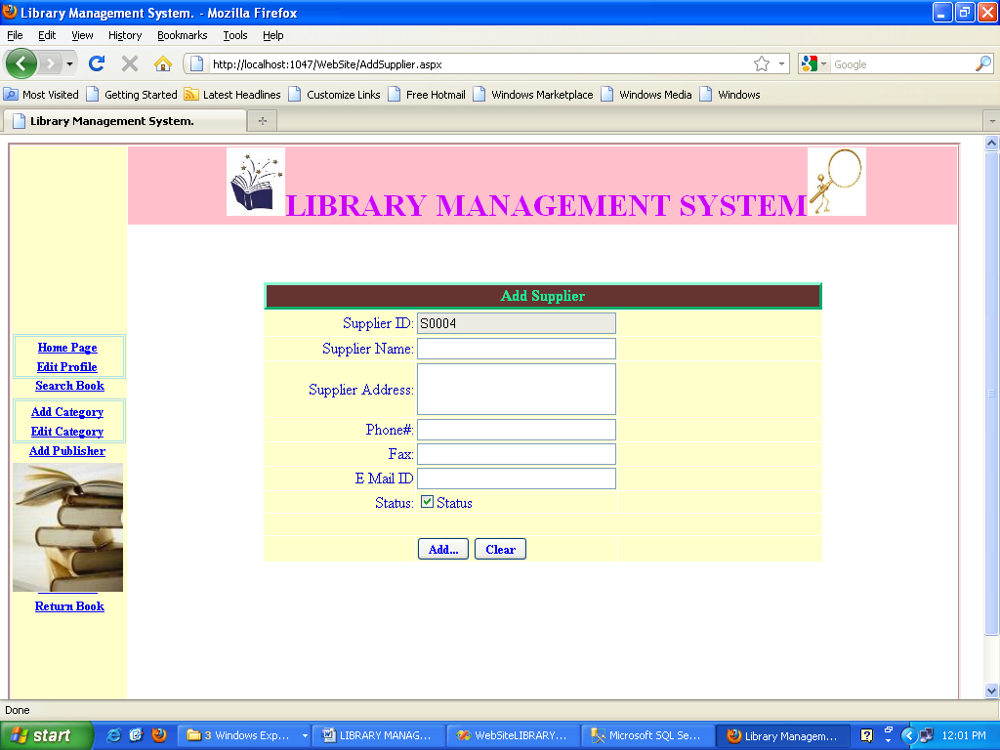 Library Management System. - Mozilla Firefox
File Edit View History Bookmarks Tools Help
http://localhost:1047/WebSite/AddSupplier.aspx
Google
Most Visited Getting Started Latest Headlines Customize Links Free Hotmail Windows Marketplace Windows Media Windows
Library Management System.
LIBRARY MANAGEMENT SYSTEM
Add Supplier
Supplier ID: S0004
Supplier Name:
Supplier Address:
Phone#:
Fax:
E Mail ID
Status: Status
Add... Clear
Home Page
Edit Profile
Search Book
Add Category
Edit Category
Add Publisher
Return Book
Done
start 3 Windows Exp... LIBRARY MANAG... WebSiteLIBRARY... Microsoft SQL Se... Library Managem... 12:01 PM